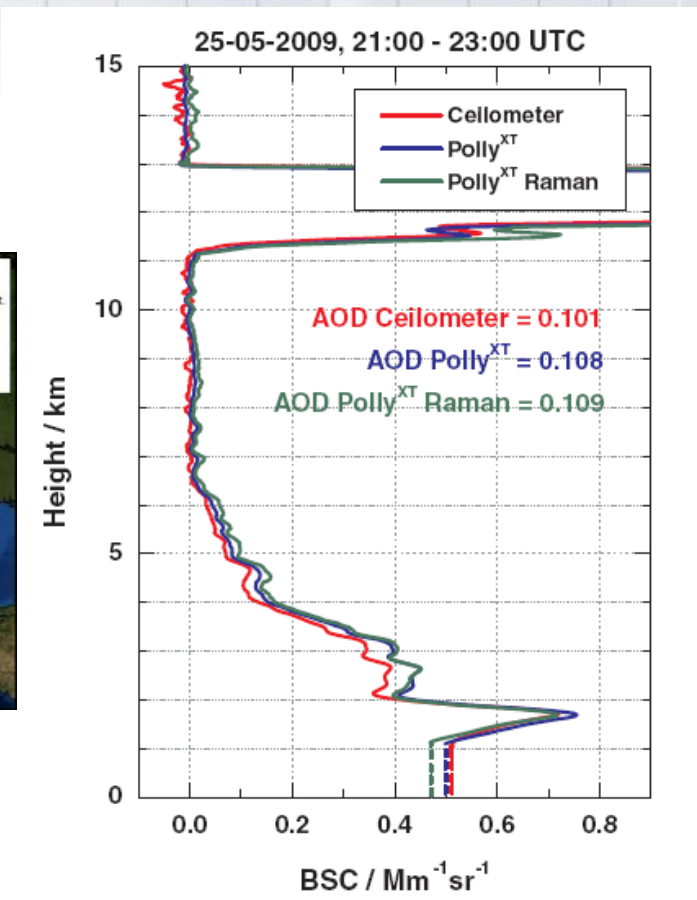 25-05-2009, 21:00 - 23:00 UTC
15
10
5
0
Height / km
Ceilometer
Polly^XT
Polly^XT Raman
AOD Ceilometer = 0.101
AOD Polly^XT = 0.108
AOD Polly^XT Raman = 0.109
0.0 0.2 0.4 0.6 0.8
BSC / Mm^-1 sr^-1